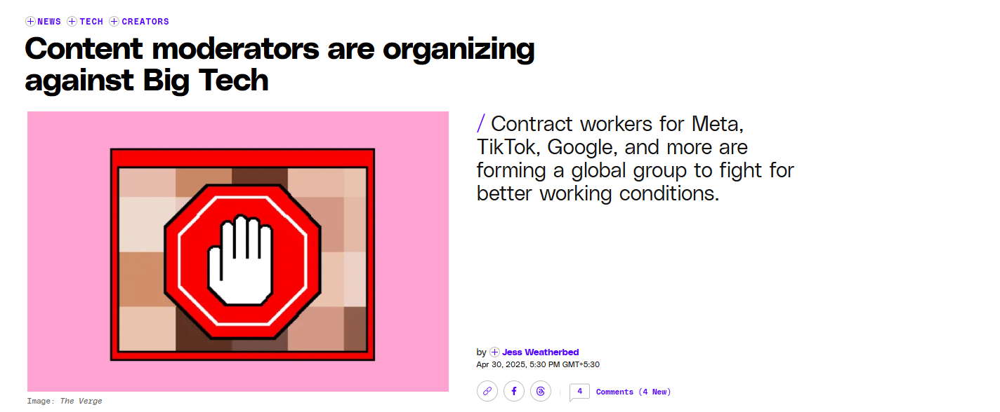 NEWS TECH CREATORS
Content moderators are organizing
against Big Tech
/ Contract workers for Meta,
TikTok, Google, and more are
forming a global group to fight for
better working conditions.
by Jess Weatherbed
Apr 30, 2025, 5:30 PM GMT+5:30
4 Comments (4 New)
Image: The Verge